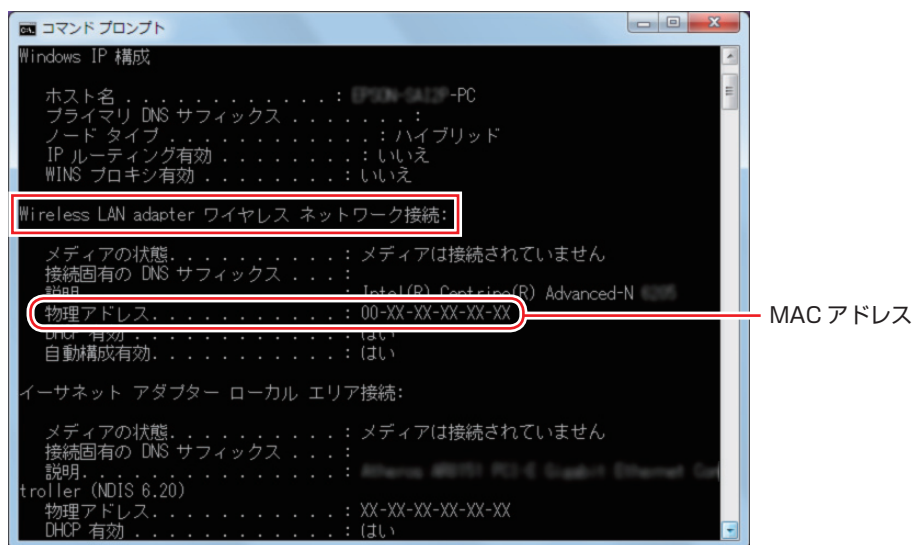 コマンド プロンプト
Windows IP 構成
ホスト名 . . . . . . . . . . . . : -PC
プライマリ DNS サフィックス . . . . . . . :
ノード タイプ . . . . . . . . . . . . : ハイブリッド
IP ルーティング有効 . . . . . . . . : いいえ
WINS プロキシ有効 . . . . . . . . . : いいえ
Wireless LAN adapter ワイヤレス ネットワーク接続:
メディアの状態. . . . . . . . . . . : メディアは接続されていません
接続固有の DNS サフィックス . . . :
説明. . . . . . . . . . . . . . . . : Intel(R) Centrino(R) Advanced-N
物理アドレス. . . . . . . . . . . . : 00-XX-XX-XX-XX-XX
MAC アドレス
DHCP 有効 . . . . . . . . . . . . . : はい
自動構成有効. . . . . . . . . . . . : はい
イーサネット アダプター ローカル エリア接続:
メディアの状態. . . . . . . . . . . : メディアは接続されていません
接続固有の DNS サフィックス . . . :
説明. . . . . . . . . . . . . . . . :
troller (NDIS 6.20)
物理アドレス. . . . . . . . . . . . : XX-XX-XX-XX-XX-XX
DHCP 有効 . . . . . . . . . . . . . : はい